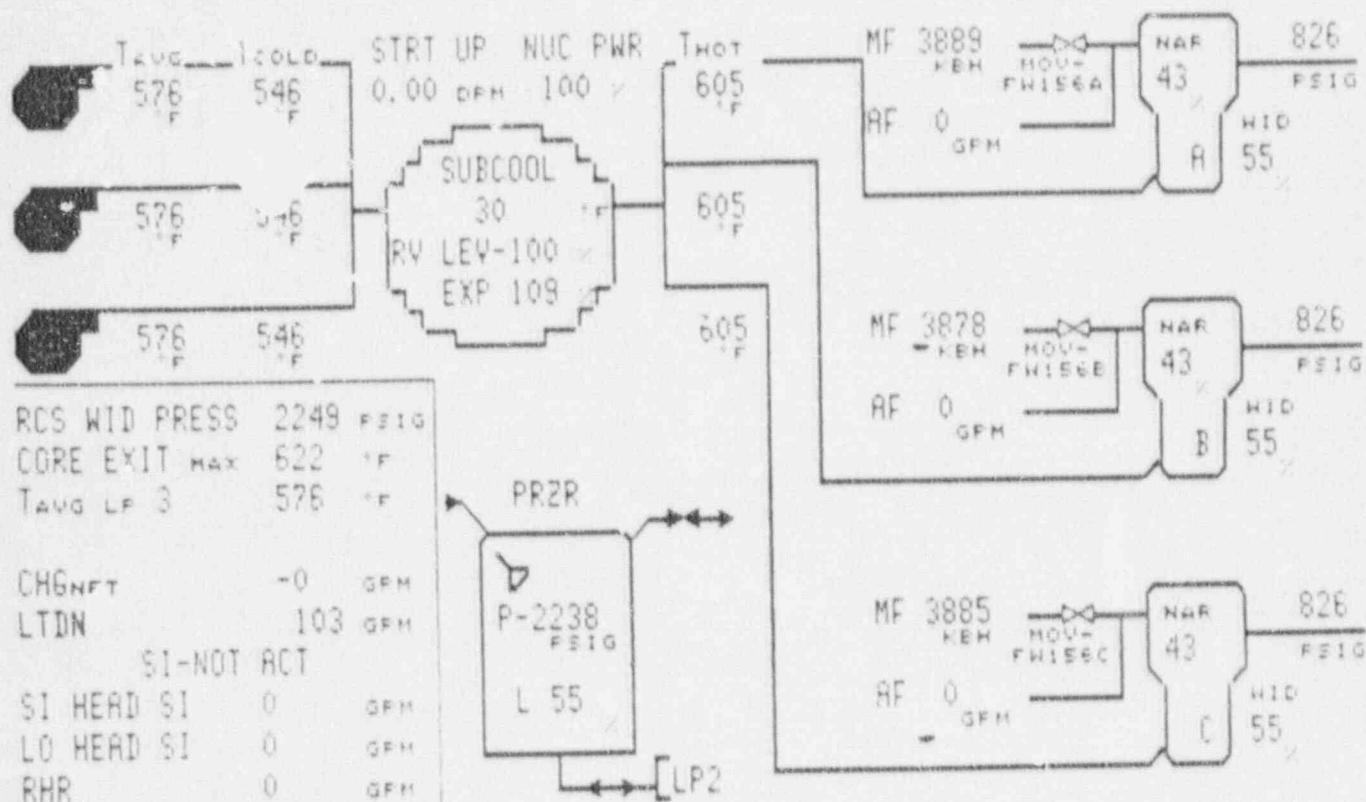 TAVG TCOLD STRT UP NUC PWR THOT
576 °F 546 °F 0.00 DPM 100 % 605 °F
SUBCOOL
30 °F
RV LEV-100 %
EXP 109 %
576 °F 605 °F
576 °F 546 °F 605 °F
MF 3889 KBH
MOV-FW156A
AF 0 GPM
NAR
43 %
A
826 PSIG
WID
55 %
MF 3878 KBH
MOV-FW156B
AF 0 GPM
NAR
43 %
B
826 PSIG
WID
55 %
MF 3885 KBH
MOV-FW156C
AF 0 GPM
NAR
43
C
826 PSIG
WID
55 %
RCS WID PRESS 2249 PSIG
CORE EXIT MAX 622 °F
TAVG LP 3 576 °F
CHGNET -0 GPM
LTDN 103 GPM
SI-NOT ACT
SI HEAD SI 0 GPM
LO HEAD SI 0 GPM
RHR 0 GPM
PRZR
P-2238 PSIG
L 55 %
LP2